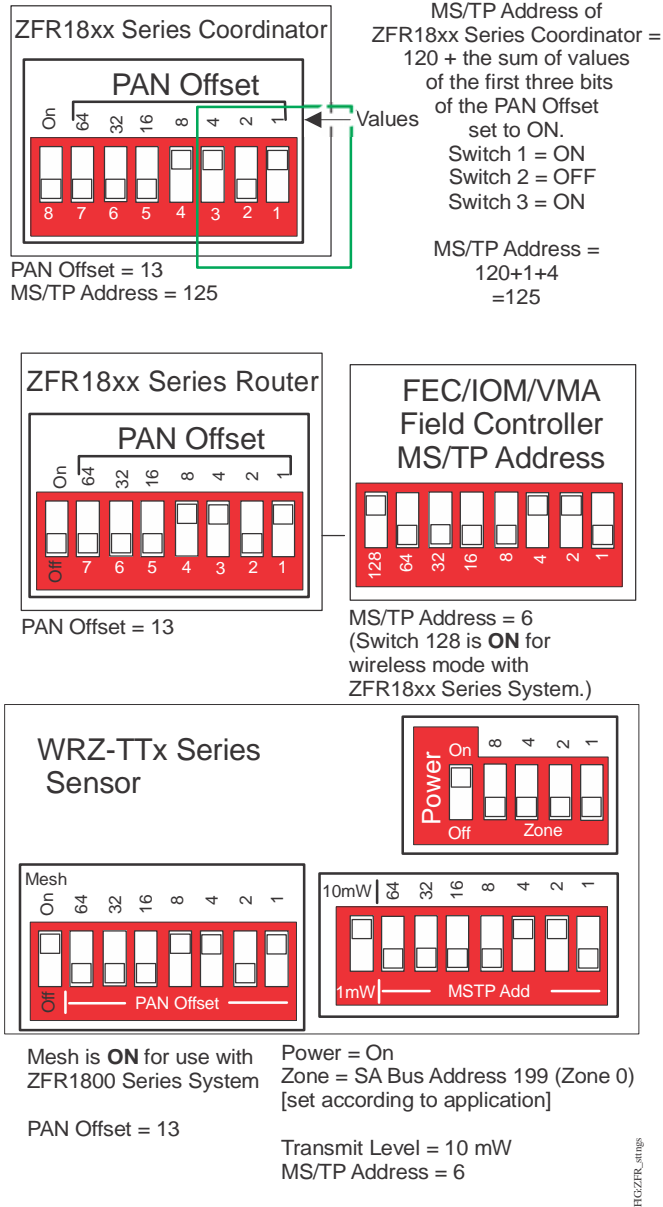 ZFR18xx Series Coordinator
PAN Offset
On 64 32 16 8 4 2 1
8 7 6 5 4 3 2 1
Values
PAN Offset = 13
MS/TP Address = 125
MS/TP Address of
ZFR18xx Series Coordinator =
120 + the sum of values
of the first three bits
of the PAN Offset
set to ON.
Switch 1 = ON
Switch 2 = OFF
Switch 3 = ON
MS/TP Address =
120+1+4
=125
ZFR18xx Series Router
PAN Offset
On 64 32 16 8 4 2 1
Off 7 6 5 4 3 2 1
PAN Offset = 13
FEC/IOM/VMA
Field Controller
MS/TP Address
128 64 32 16 8 4 2 1
MS/TP Address = 6
(Switch 128 is ON for
wireless mode with
ZFR18xx Series System.)
WRZ-TTx Series
Sensor
Power
On 8 4 2 1
Off Zone
Mesh
On 64 32 16 8 4 2 1
Off PAN Offset
10mW 64 32 16 8 4 2 1
1mW MSTP Add
Mesh is ON for use with
ZFR1800 Series System
PAN Offset = 13
Power = On
Zone = SA Bus Address 199 (Zone 0)
[set according to application]
Transmit Level = 10 mW
MS/TP Address = 6
FIG:ZFR_sttngs